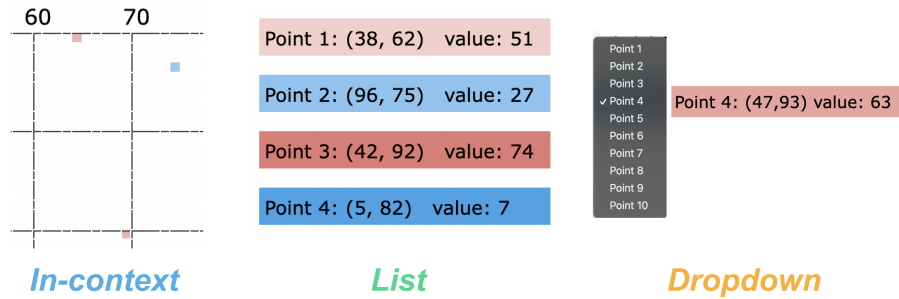 60 70
Point 1: (38, 62) value: 51
Point 2: (96, 75) value: 27
Point 3: (42, 92) value: 74
Point 4: (5, 82) value: 7
Point 1
Point 2
Point 3
✓ Point 4
Point 5
Point 6
Point 7
Point 8
Point 9
Point 10
Point 4: (47,93) value: 63
In-context
List
Dropdown